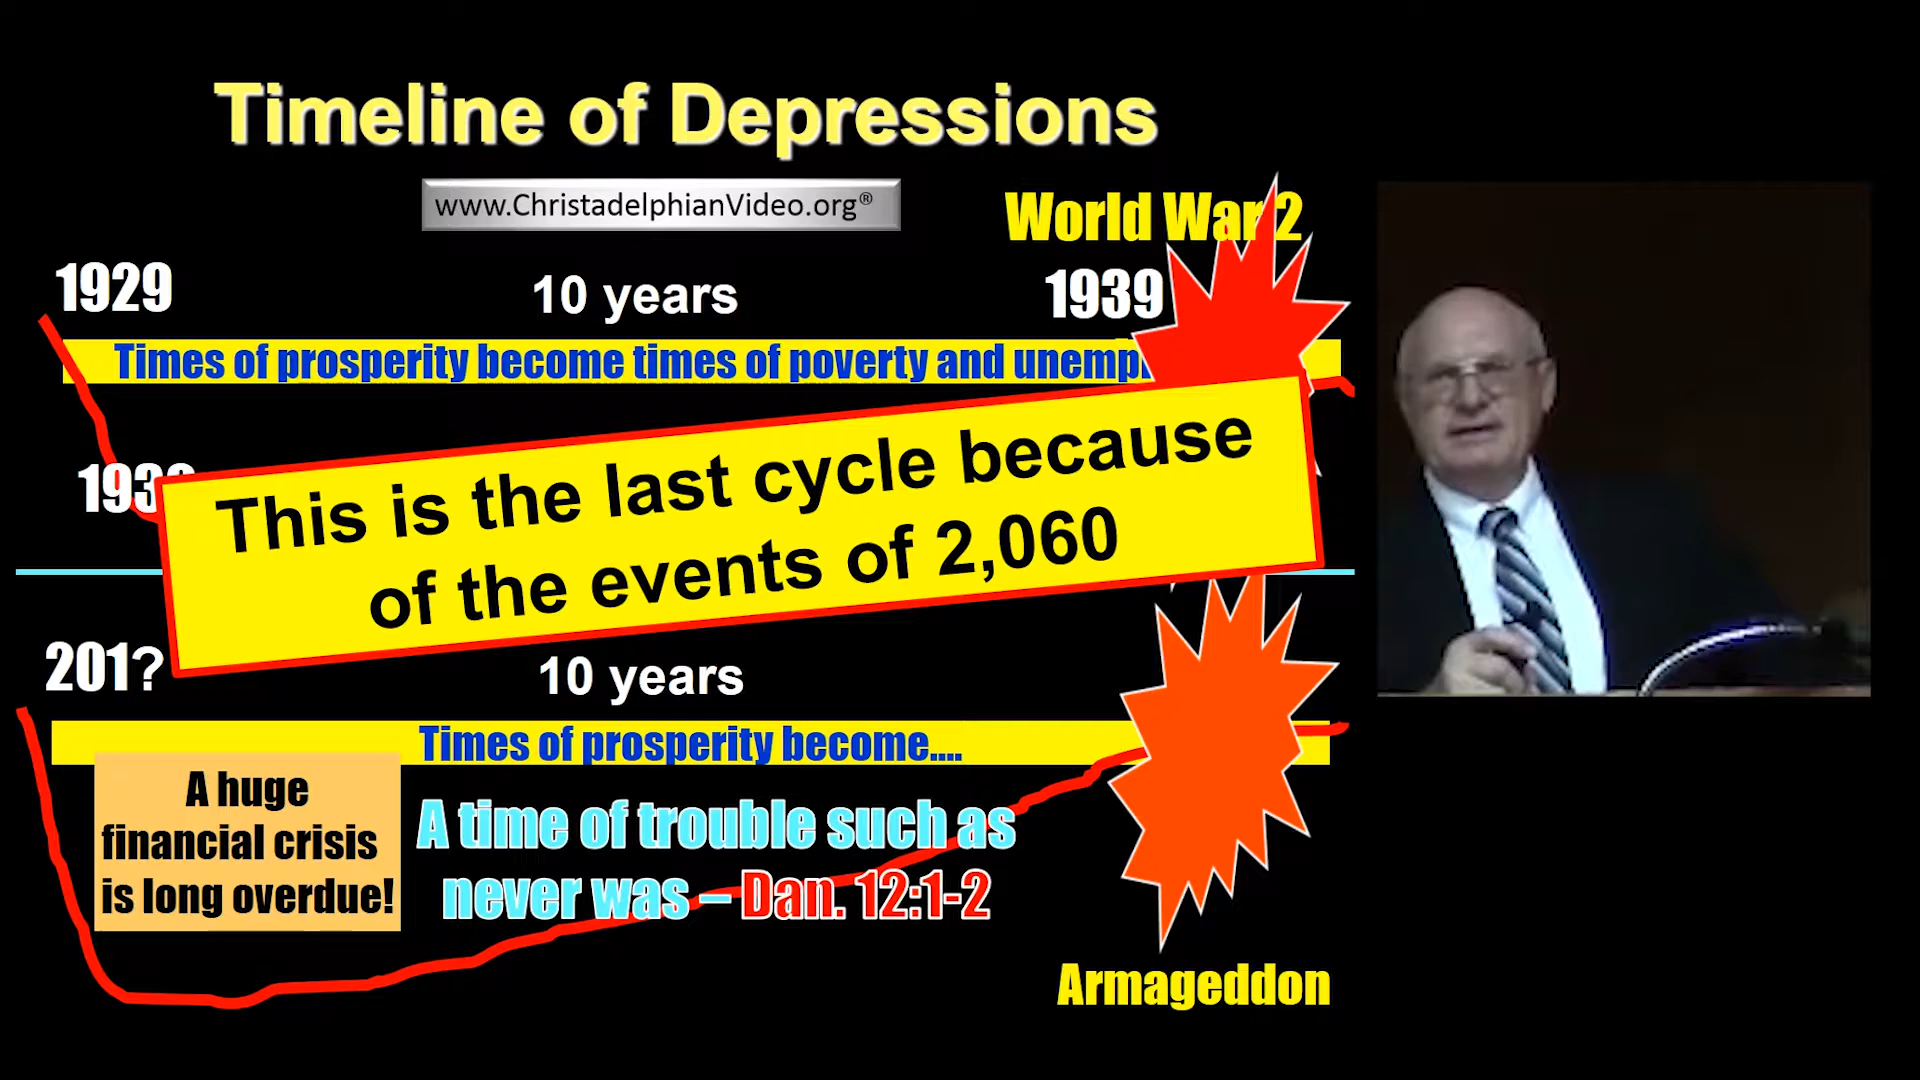 Timeline of Depressions
www.ChristadelphianVideo.org®
World War 2
1929
10 years
1939
Times of prosperity become times of poverty and
This is the last cycle because
of the events of 2,060
201?
10 years
Times of prosperity become....
A huge
financial crisis
is long overdue!
A time of trouble such as
never was – Dan. 12:1-2
Armageddon